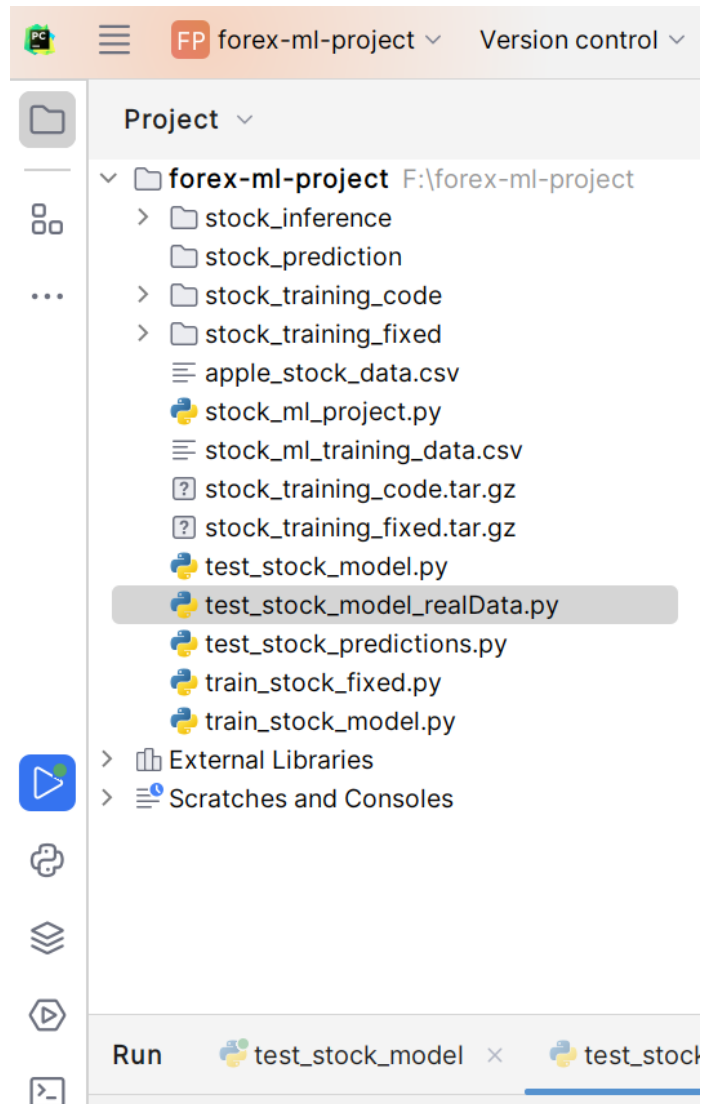 PC
FP forex-ml-project Version control
Project
forex-ml-project F:\forex-ml-project
stock_inference
stock_prediction
stock_training_code
stock_training_fixed
apple_stock_data.csv
stock_ml_project.py
stock_ml_training_data.csv
? stock_training_code.tar.gz
? stock_training_fixed.tar.gz
test_stock_model.py
test_stock_model_realData.py
test_stock_predictions.py
train_stock_fixed.py
train_stock_model.py
External Libraries
Scratches and Consoles
Run test_stock_model test_stock